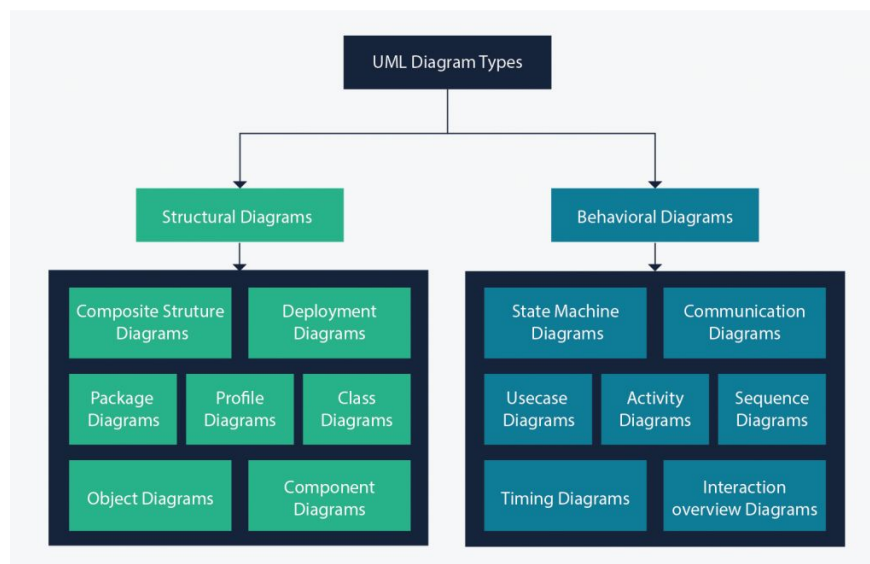 UML Diagram Types
Structural Diagrams
Behavioral Diagrams
Composite Struture
Diagrams
Deployment
Diagrams
Package
Diagrams
Profile
Diagrams
Class
Diagrams
Object Diagrams
Component
Diagrams
State Machine
Diagrams
Communication
Diagrams
Usecase
Diagrams
Activity
Diagrams
Sequence
Diagrams
Timing Diagrams
Interaction
overview Diagrams